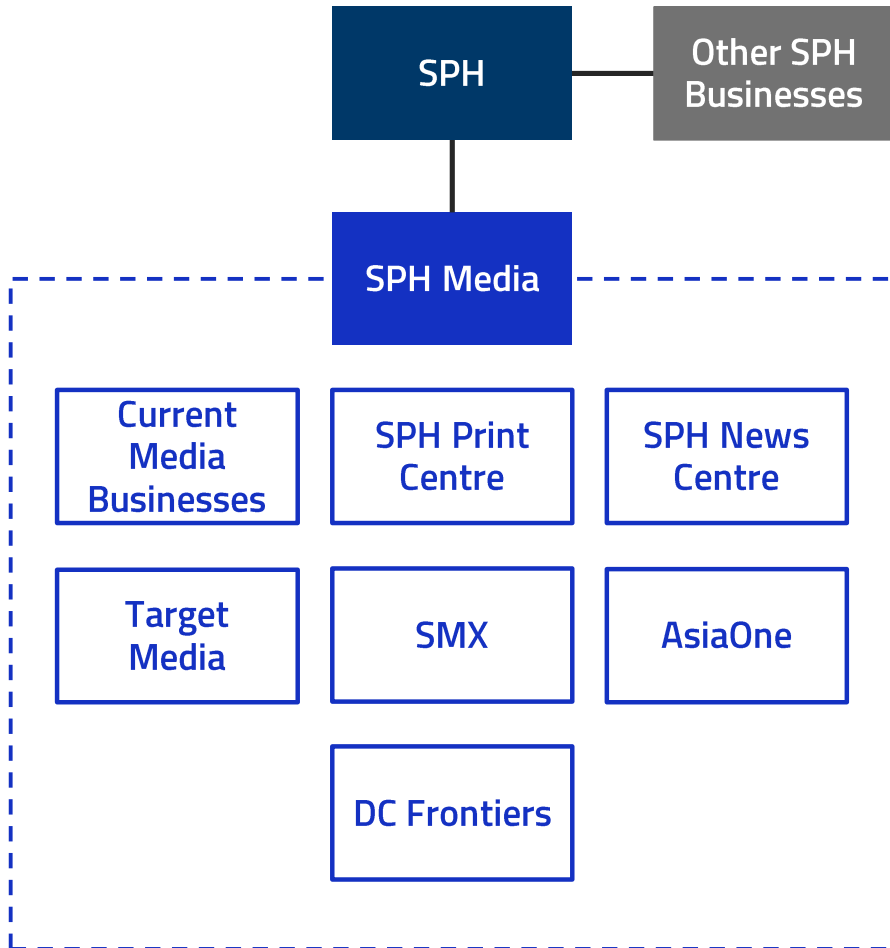 SPH
Other SPH
Businesses
SPH Media
Current
Media
Businesses
SPH Print
Centre
SPH News
Centre
Target
Media
SMX
AsiaOne
DC Frontiers